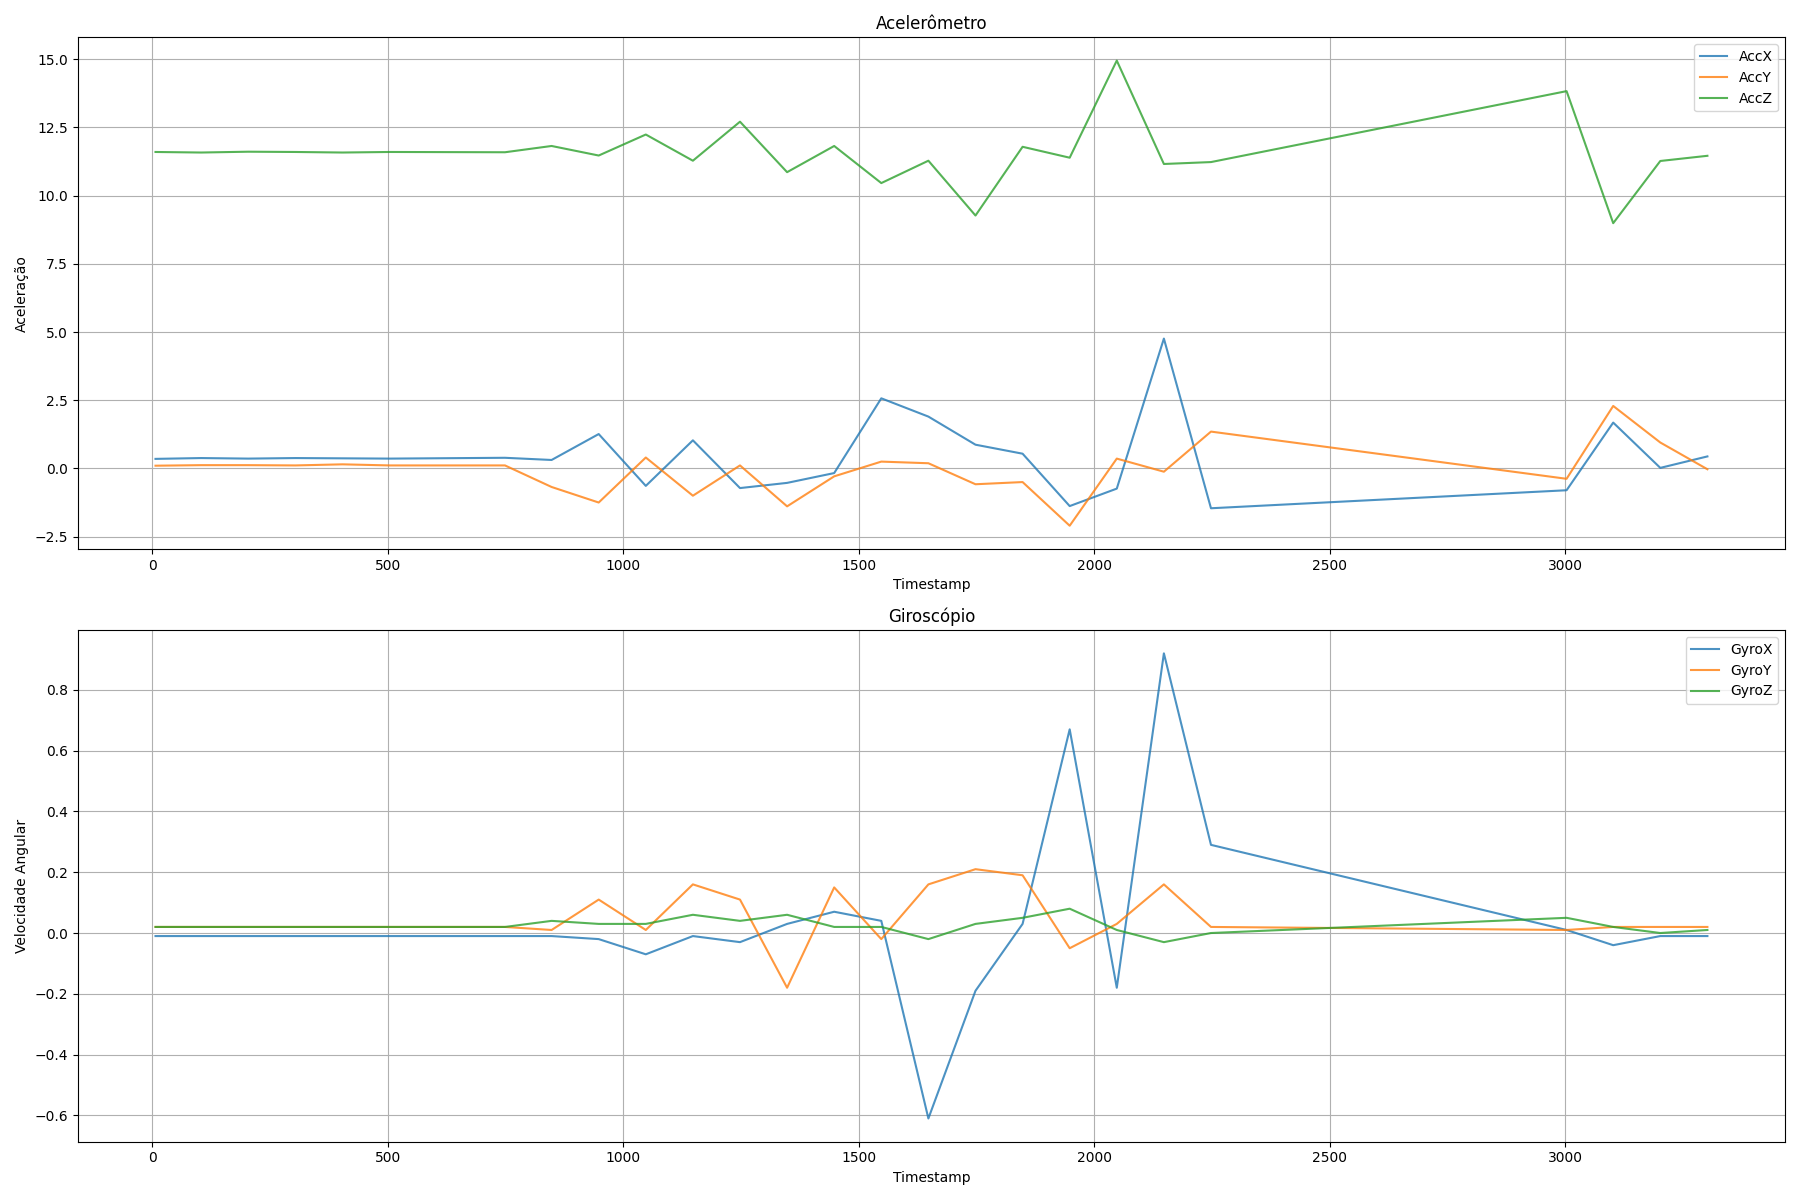 Acelerômetro
AccX
AccY
AccZ
15.0
12.5
10.0
7.5
5.0
2.5
0.0
−2.5
Aceleração
0 500 1000 1500 2000 2500 3000
Timestamp
Giroscópio
GyroX
GyroY
GyroZ
0.8
0.6
0.4
0.2
0.0
−0.2
−0.4
−0.6
Velocidade Angular
0 500 1000 1500 2000 2500 3000
Timestamp